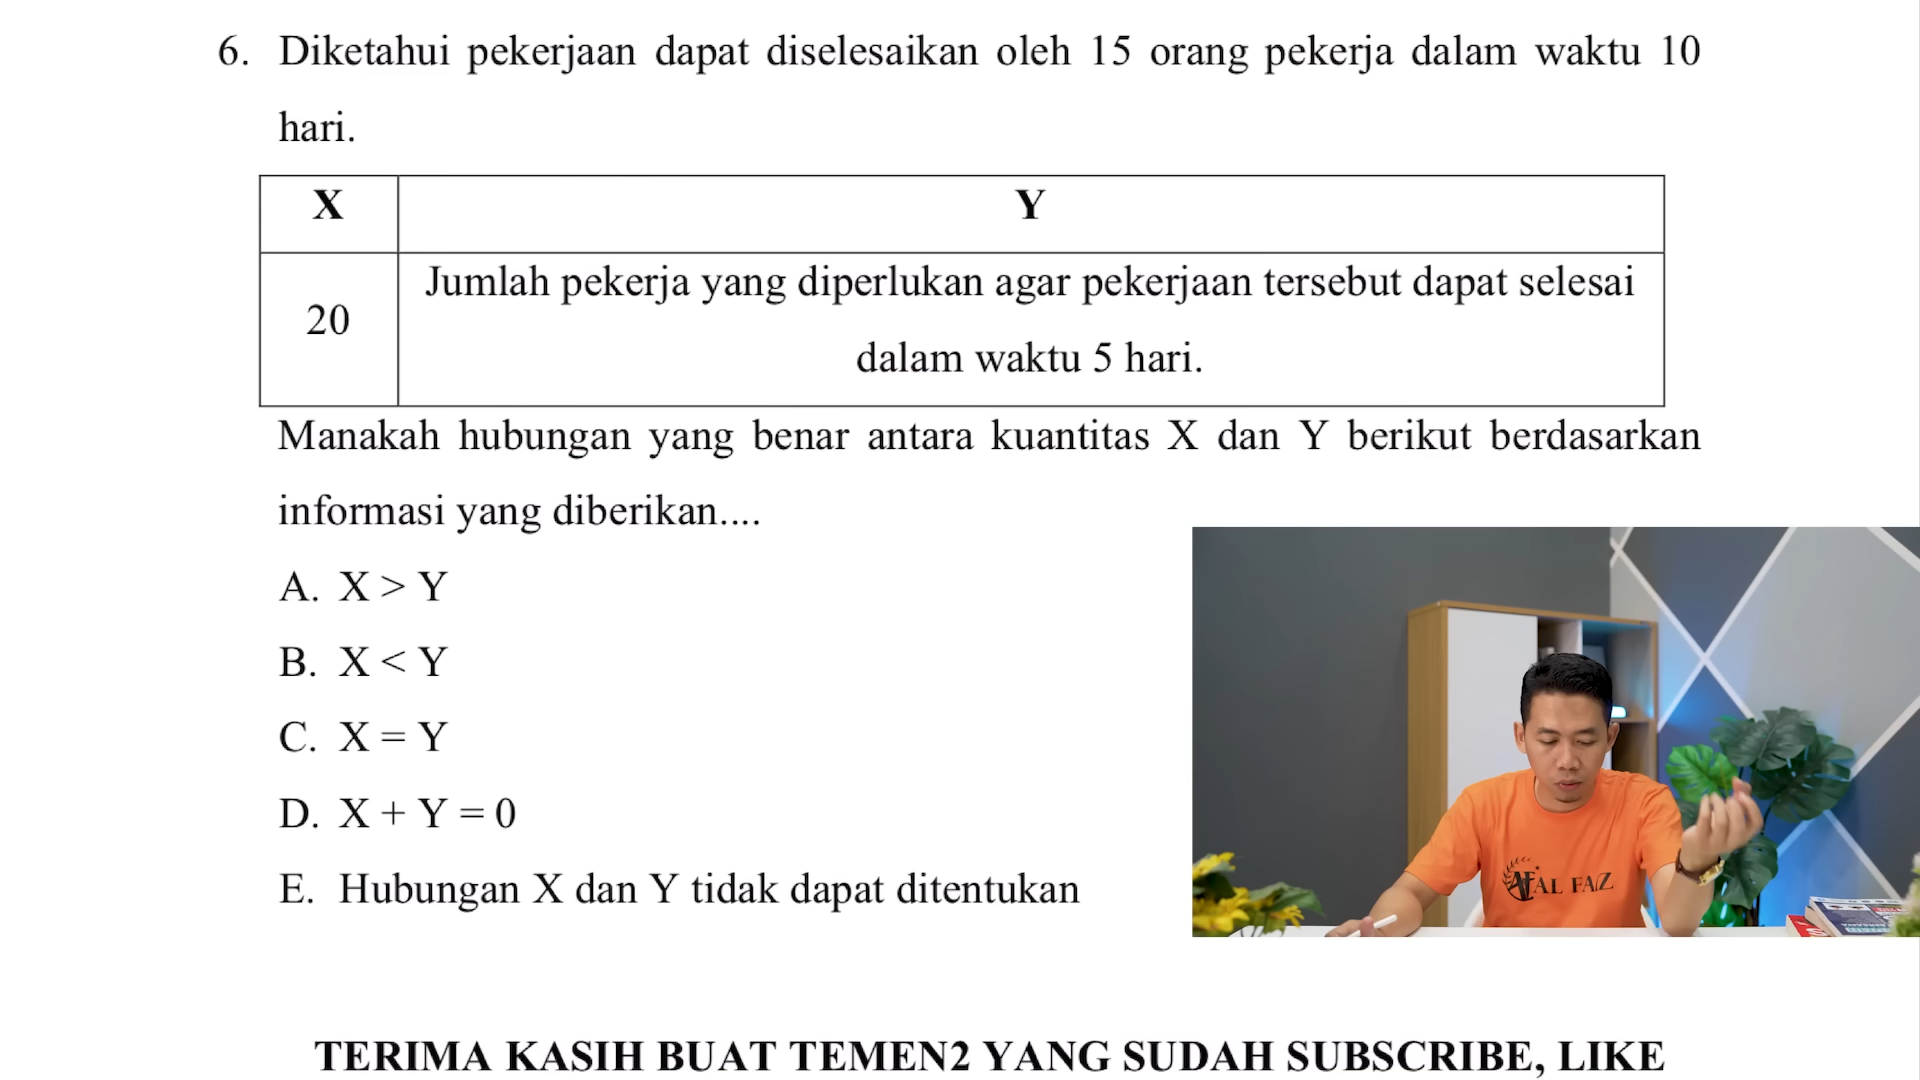 6. Diketahui pekerjaan dapat diselesaikan oleh 15 orang pekerja dalam waktu 10
hari.
X Y
20
Jumlah pekerja yang diperlukan agar pekerjaan tersebut dapat selesai
dalam waktu 5 hari.
Manakah hubungan yang benar antara kuantitas X dan Y berikut berdasarkan
informasi yang diberikan....
A. X > Y
B. X < Y
C. X = Y
D. X + Y = 0
E. Hubungan X dan Y tidak dapat ditentukan
AFAL FAIZ
TERIMA KASIH BUAT TEMEN2 YANG SUDAH SUBSCRIBE, LIKE